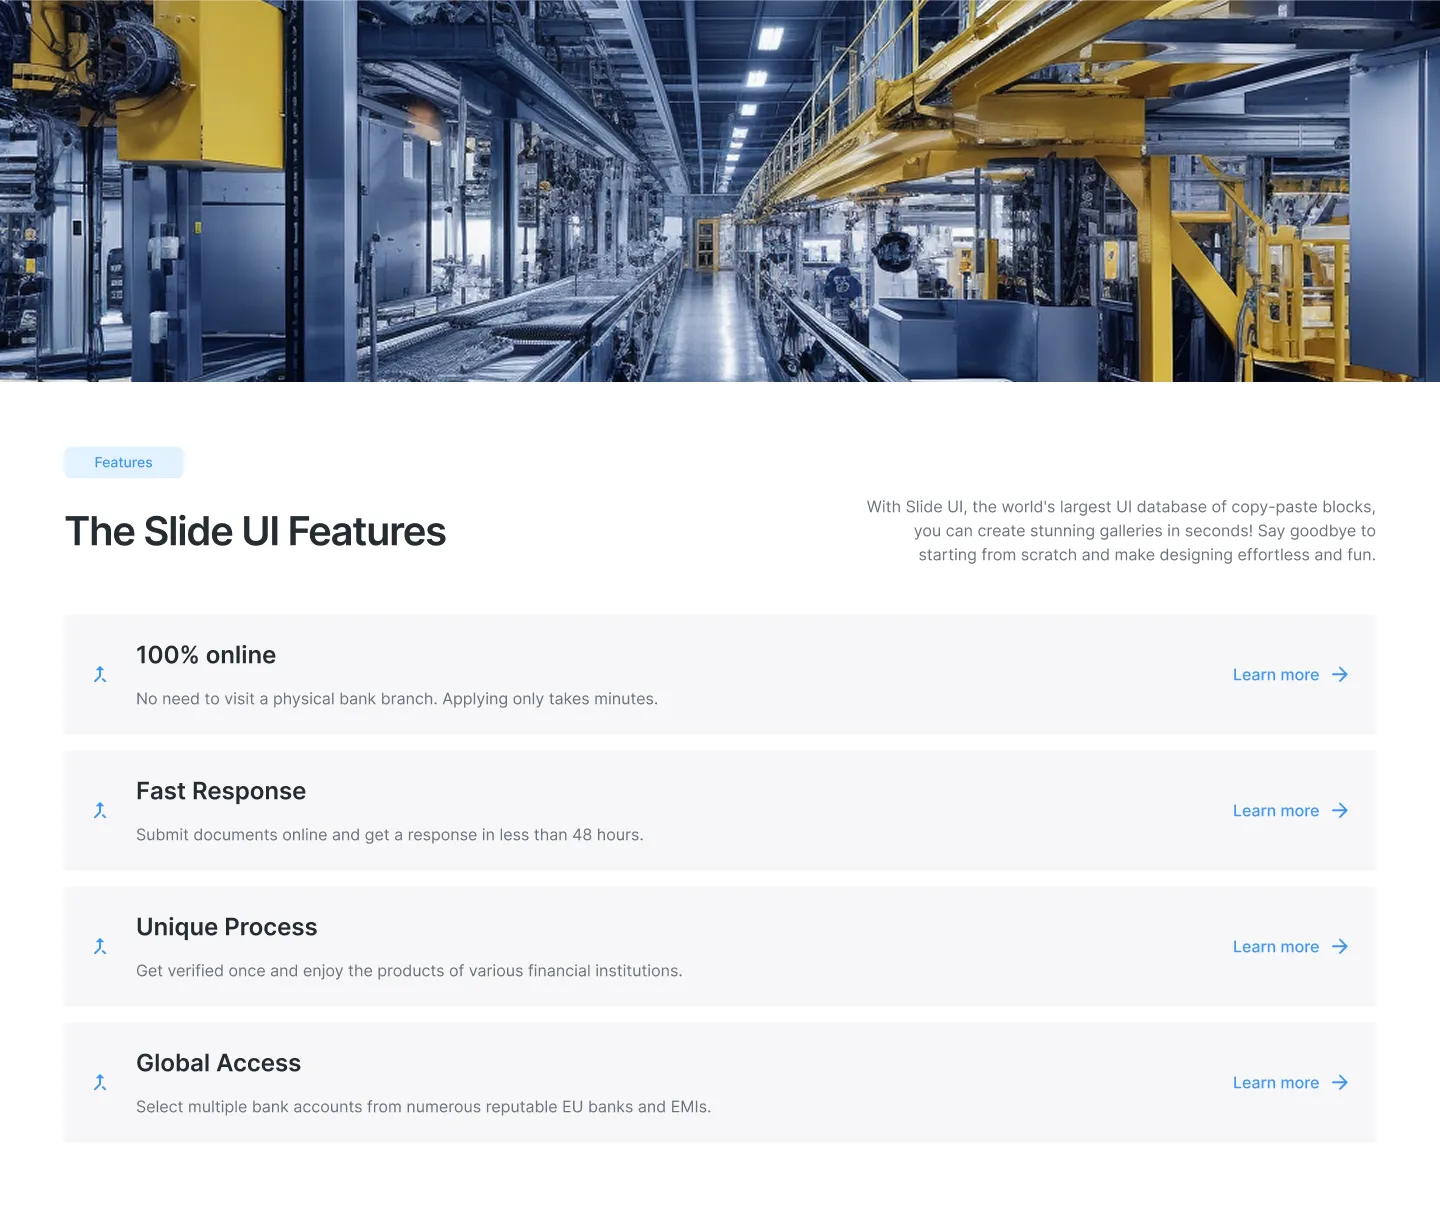 Features
The Slide UI Features
With Slide UI, the world's largest UI database of copy-paste blocks,
you can create stunning galleries in seconds! Say goodbye to
starting from scratch and make designing effortless and fun.
100% online
No need to visit a physical bank branch. Applying only takes minutes.
Learn more
Fast Response
Submit documents online and get a response in less than 48 hours.
Learn more
Unique Process
Get verified once and enjoy the products of various financial institutions.
Learn more
Global Access
Select multiple bank accounts from numerous reputable EU banks and EMIs.
Learn more